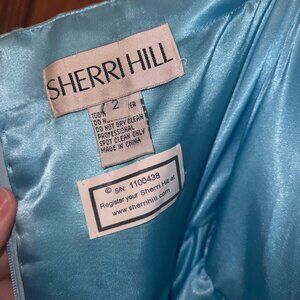 SHERRI HILL
2
100%
DO NOT DRY CLEAN
PROFESSIONAL
SPOT CLEAN ONLY
MADE IN CHINA
© S/N: 1100438
Register your Sherri Hill at
www.sherrihill.com